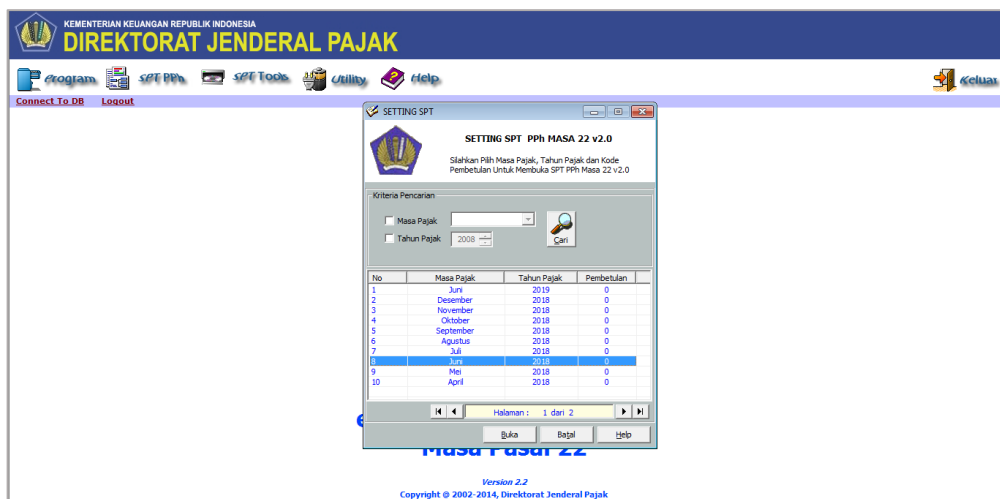 KEMENTERIAN KEUANGAN REPUBLIK INDONESIA
DIREKTORAT JENDERAL PAJAK
Program SPT PPh SPT Tools Utility Help Keluar
Connect To DB Logout
SETTING SPT
SETTING SPT PPh MASA 22 v2.0
Silahkan Pilih Masa Pajak, Tahun Pajak dan Kode
Pembetulan Untuk Membuka SPT PPh Masa 22 v2.0
Kriteria Pencarian
Masa Pajak
Tahun Pajak 2008
Cari
No Masa Pajak Tahun Pajak Pembetulan
1 Juni 2019 0
2 Desember 2018 0
3 November 2018 0
4 Oktober 2018 0
5 September 2018 0
6 Agustus 2018 0
7 Juli 2018 0
8 Juni 2018 0
9 Mei 2018 0
10 April 2018 0
Halaman : 1 dari 2
Buka Batal Help
Masa Pasal 22
Version 2.2
Copyright @ 2002-2014, Direktorat Jenderal Pajak